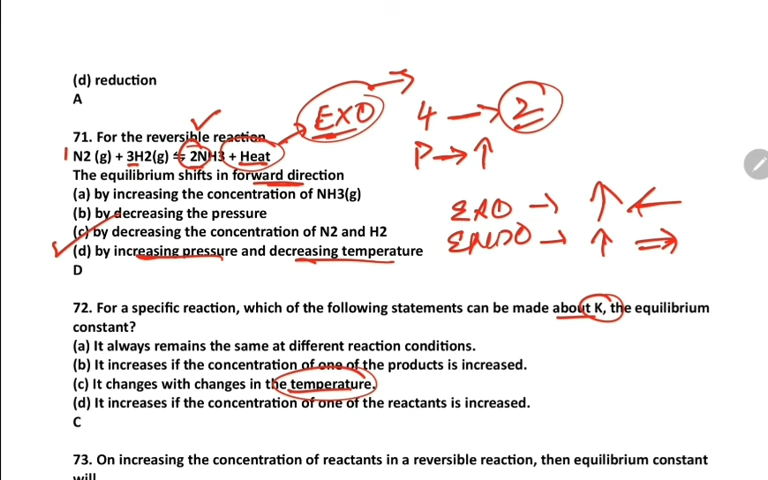 (d) reduction
A
EXO
4 → 2
P → ↑
71. For the reversible reaction
1 N2 (g) + 3H2(g) ⇋ 2NH3 + Heat
The equilibrium shifts in forward direction
(a) by increasing the concentration of NH3(g)
EXO → ↑ ←
(b) by decreasing the pressure
(c) by decreasing the concentration of N2 and H2
ENDO → ↑ ⇒
(d) by increasing pressure and decreasing temperature
D
72. For a specific reaction, which of the following statements can be made about K, the equilibrium
constant?
(a) It always remains the same at different reaction conditions.
(b) It increases if the concentration of one of the products is increased.
(c) It changes with changes in the temperature.
(d) It increases if the concentration of one of the reactants is increased.
C
73. On increasing the concentration of reactants in a reversible reaction, then equilibrium constant
will